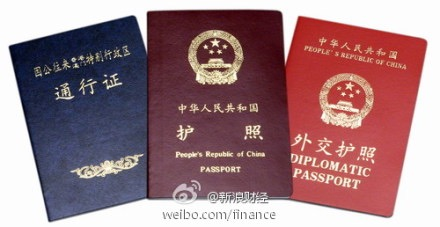 因公往来香港澳门特别行政区
通行证
中华人民共和国
护 照
People's Republic of China
PASSPORT
中华人民共和国
PEOPLE'S REPUBLIC OF CHINA
外交护照
DIPLOMATIC
PASSPORT
@新浪财经
weibo.com/finance